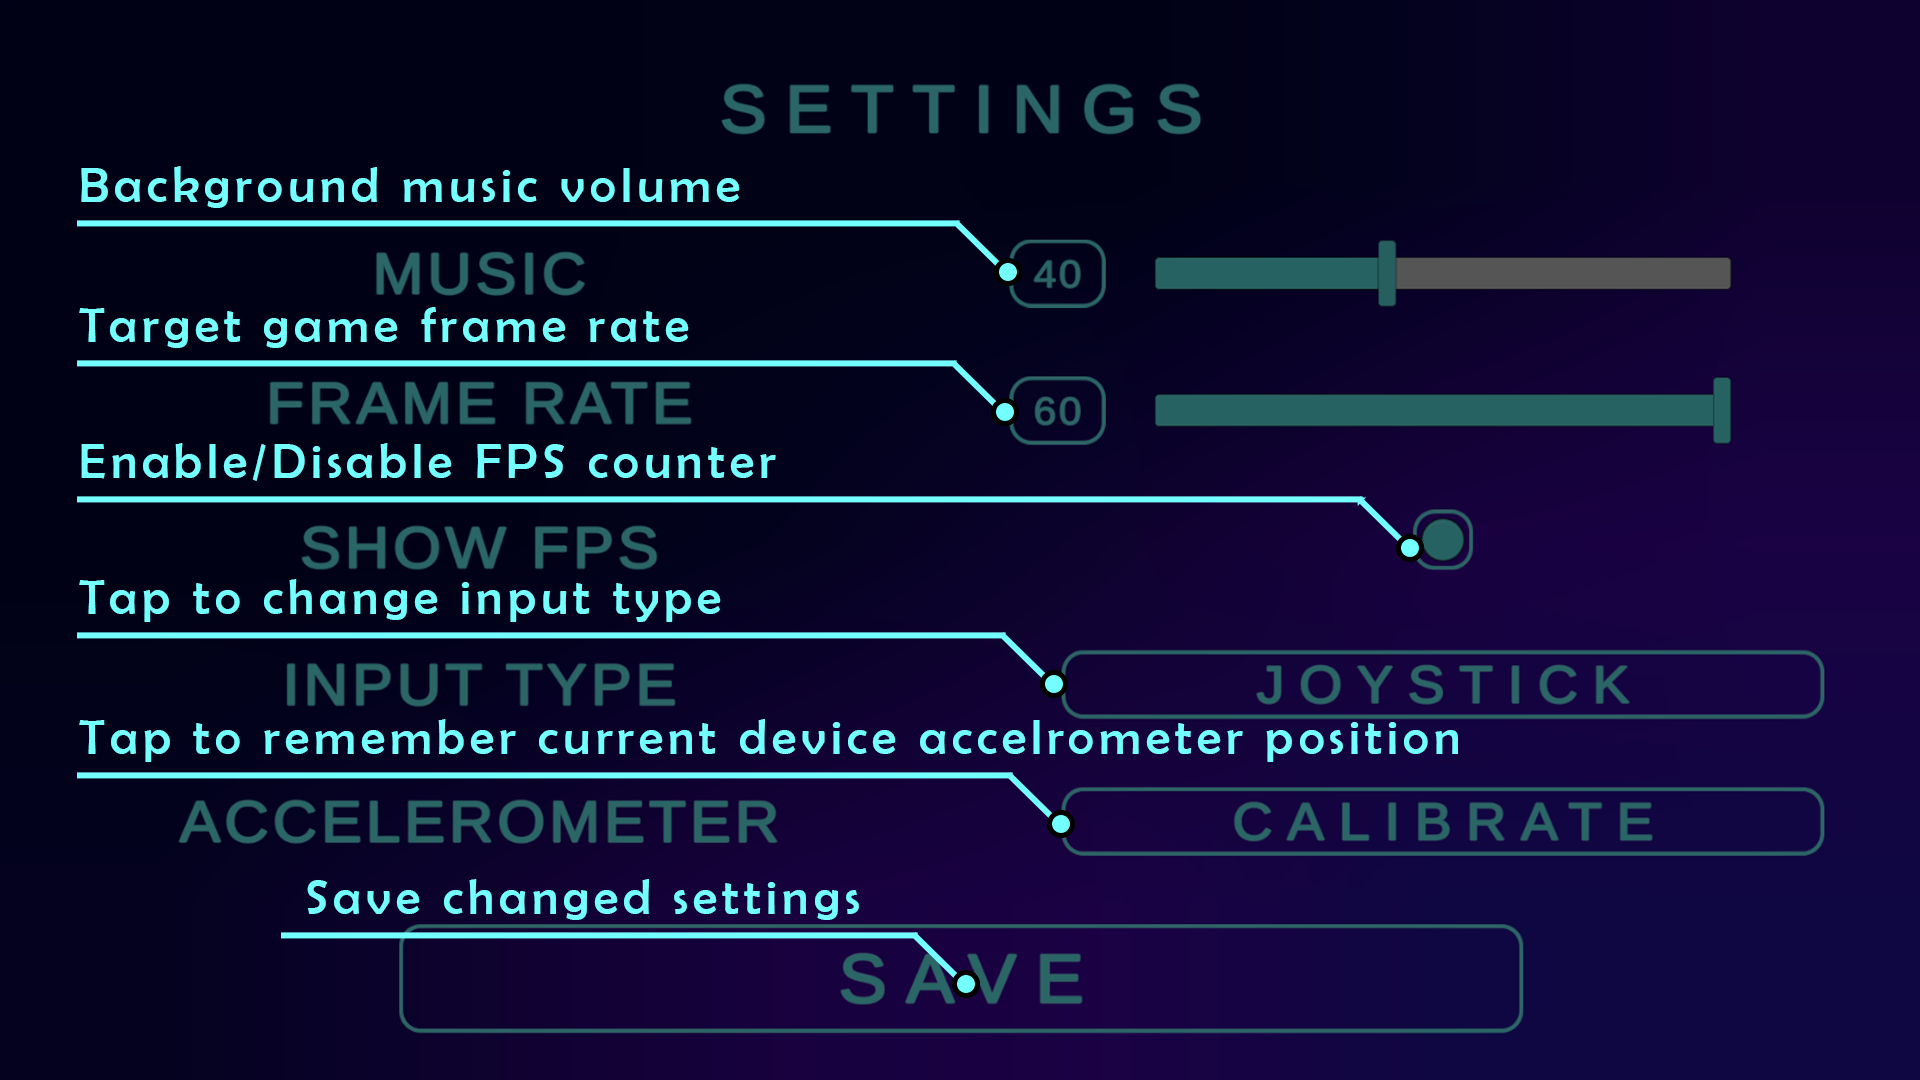 SETTINGS
Background music volume
MUSIC 40
Target game frame rate
FRAME RATE 60
Enable/Disable FPS counter
SHOW FPS
Tap to change input type
INPUT TYPE JOYSTICK
Tap to remember current device accelrometer position
ACCELEROMETER CALIBRATE
Save changed settings
SAVE